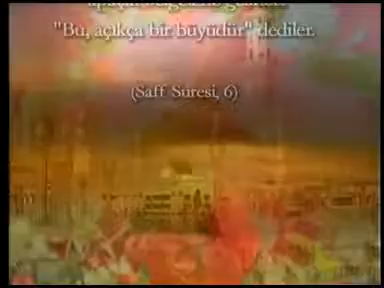 "Bu, açıkça bir büyüdür" dediler.
(Saff Suresi, 6)